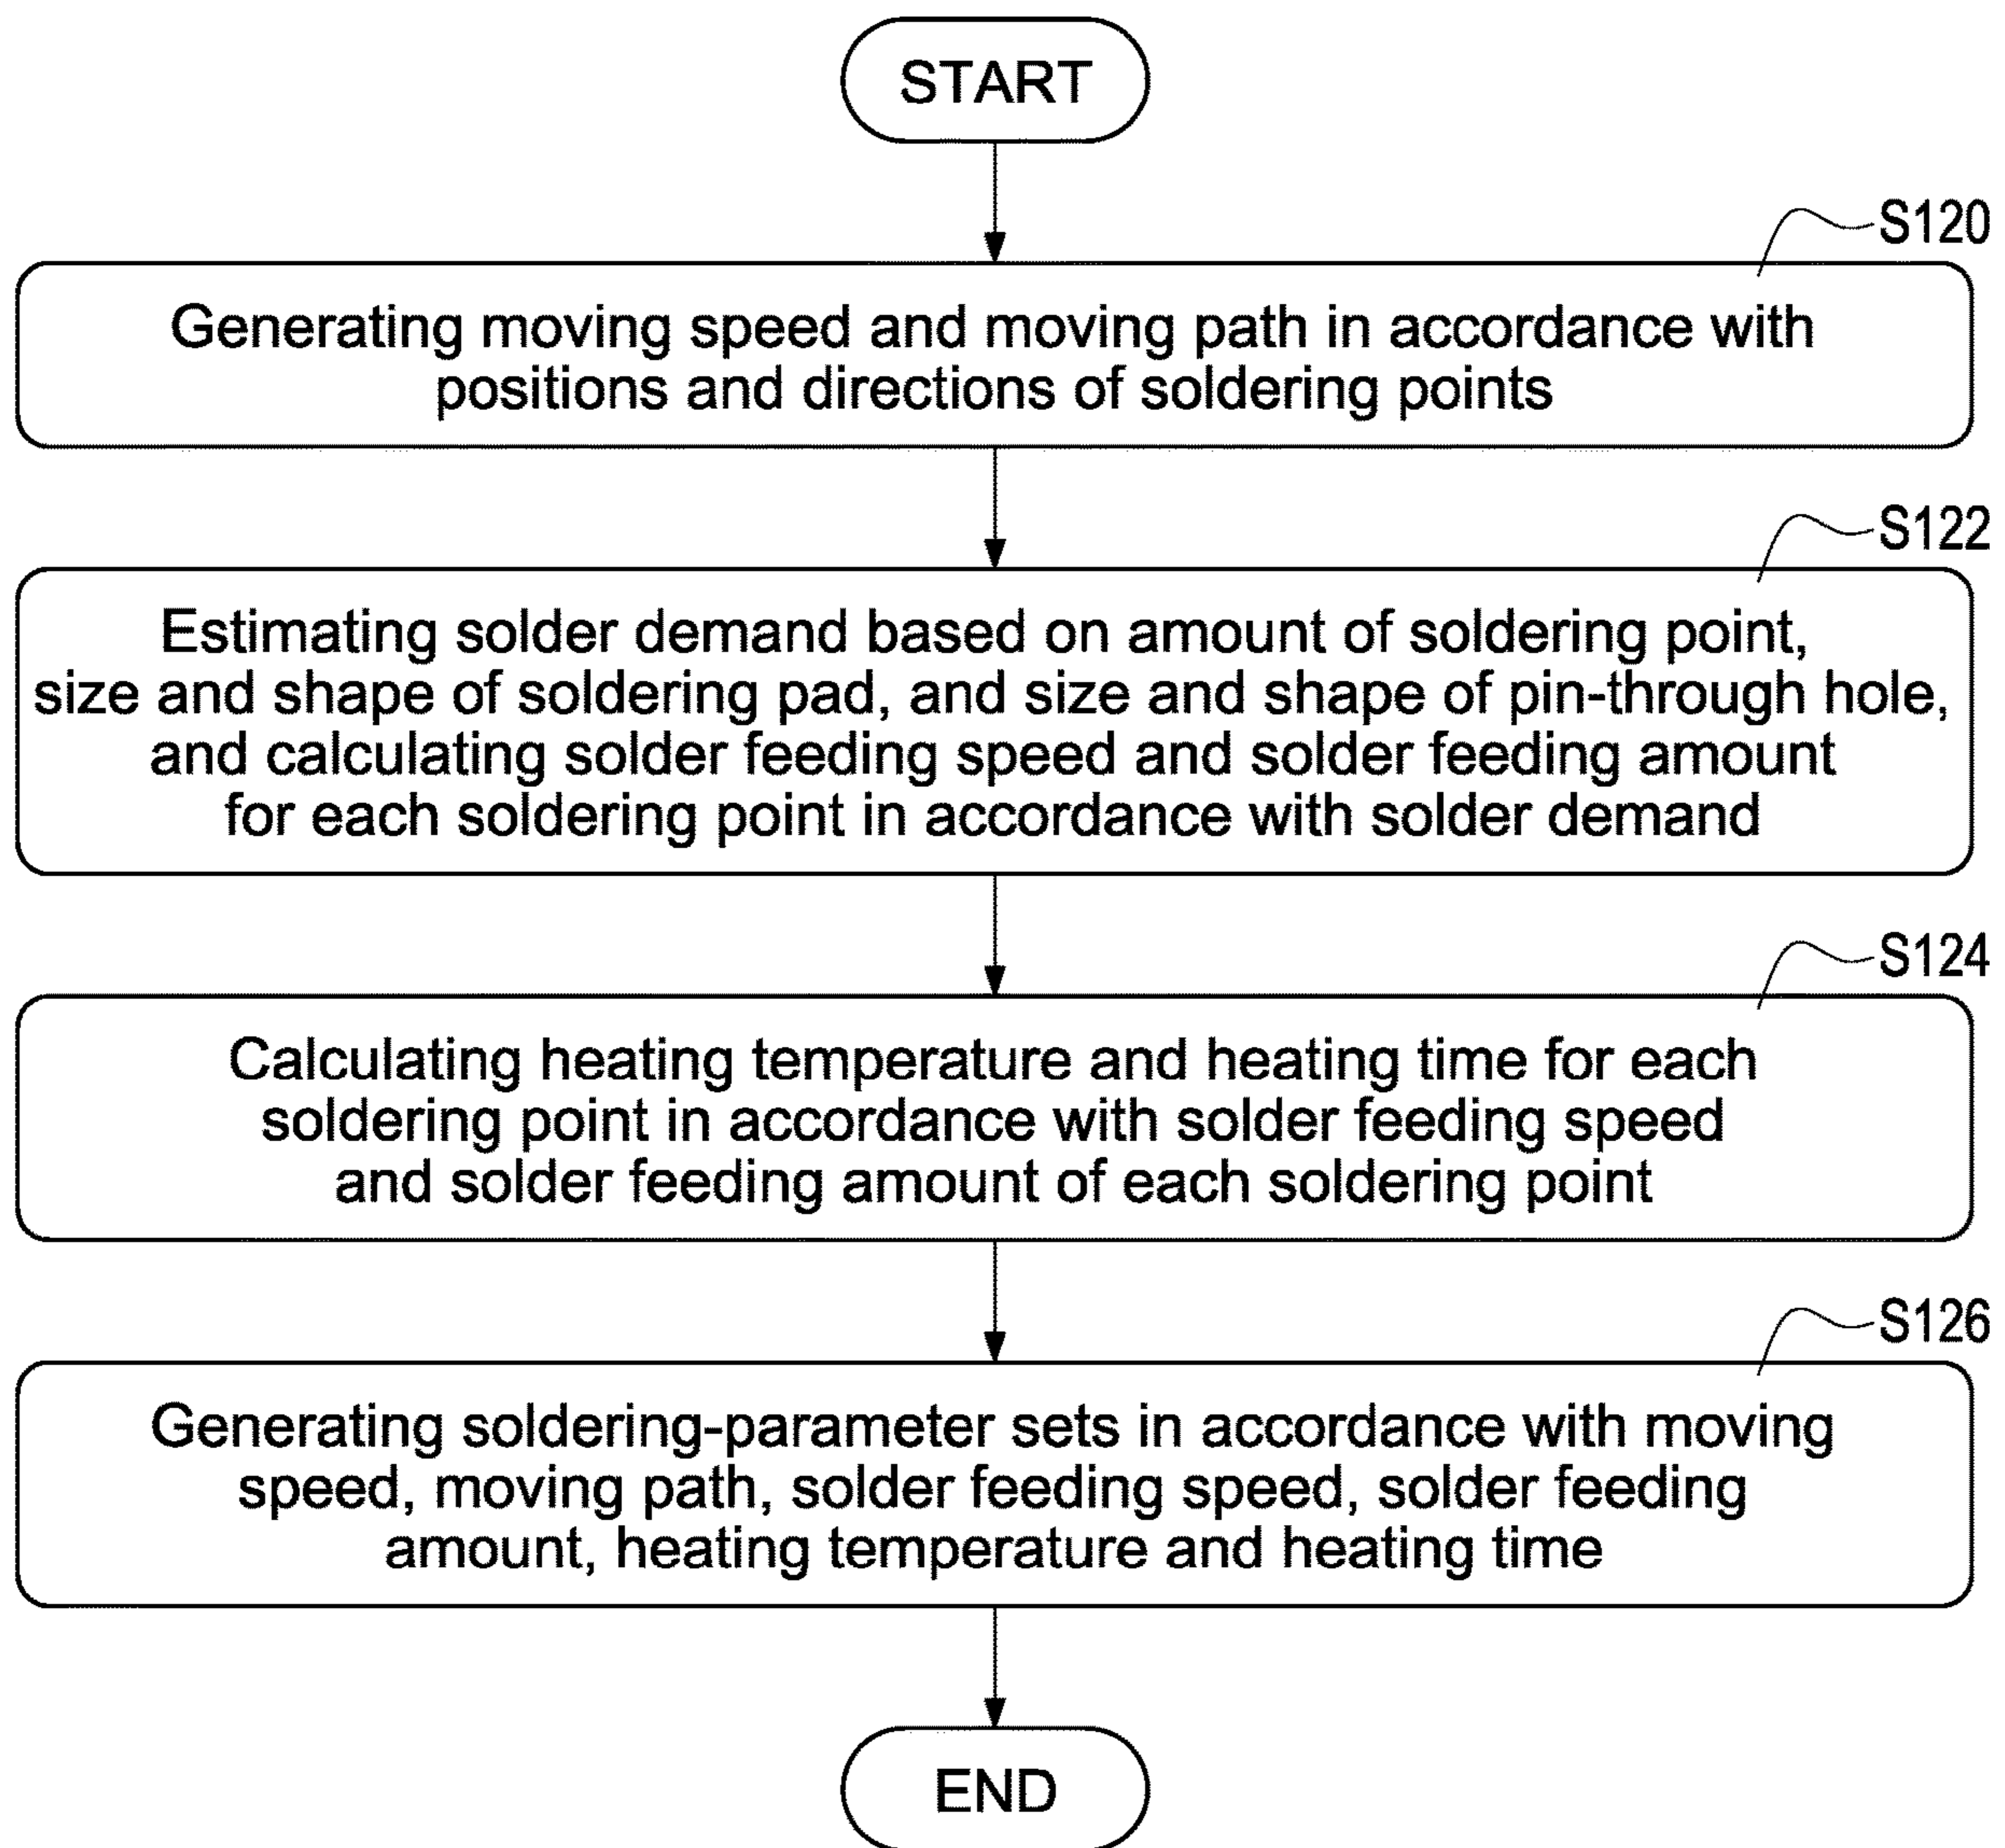 START
S120
Generating moving speed and moving path in accordance with
positions and directions of soldering points
S122
Estimating solder demand based on amount of soldering point,
size and shape of soldering pad, and size and shape of pin-through hole,
and calculating solder feeding speed and solder feeding amount
for each soldering point in accordance with solder demand
S124
Calculating heating temperature and heating time for each
soldering point in accordance with solder feeding speed
and solder feeding amount of each soldering point
S126
Generating soldering-parameter sets in accordance with moving
speed, moving path, solder feeding speed, solder feeding
amount, heating temperature and heating time
END